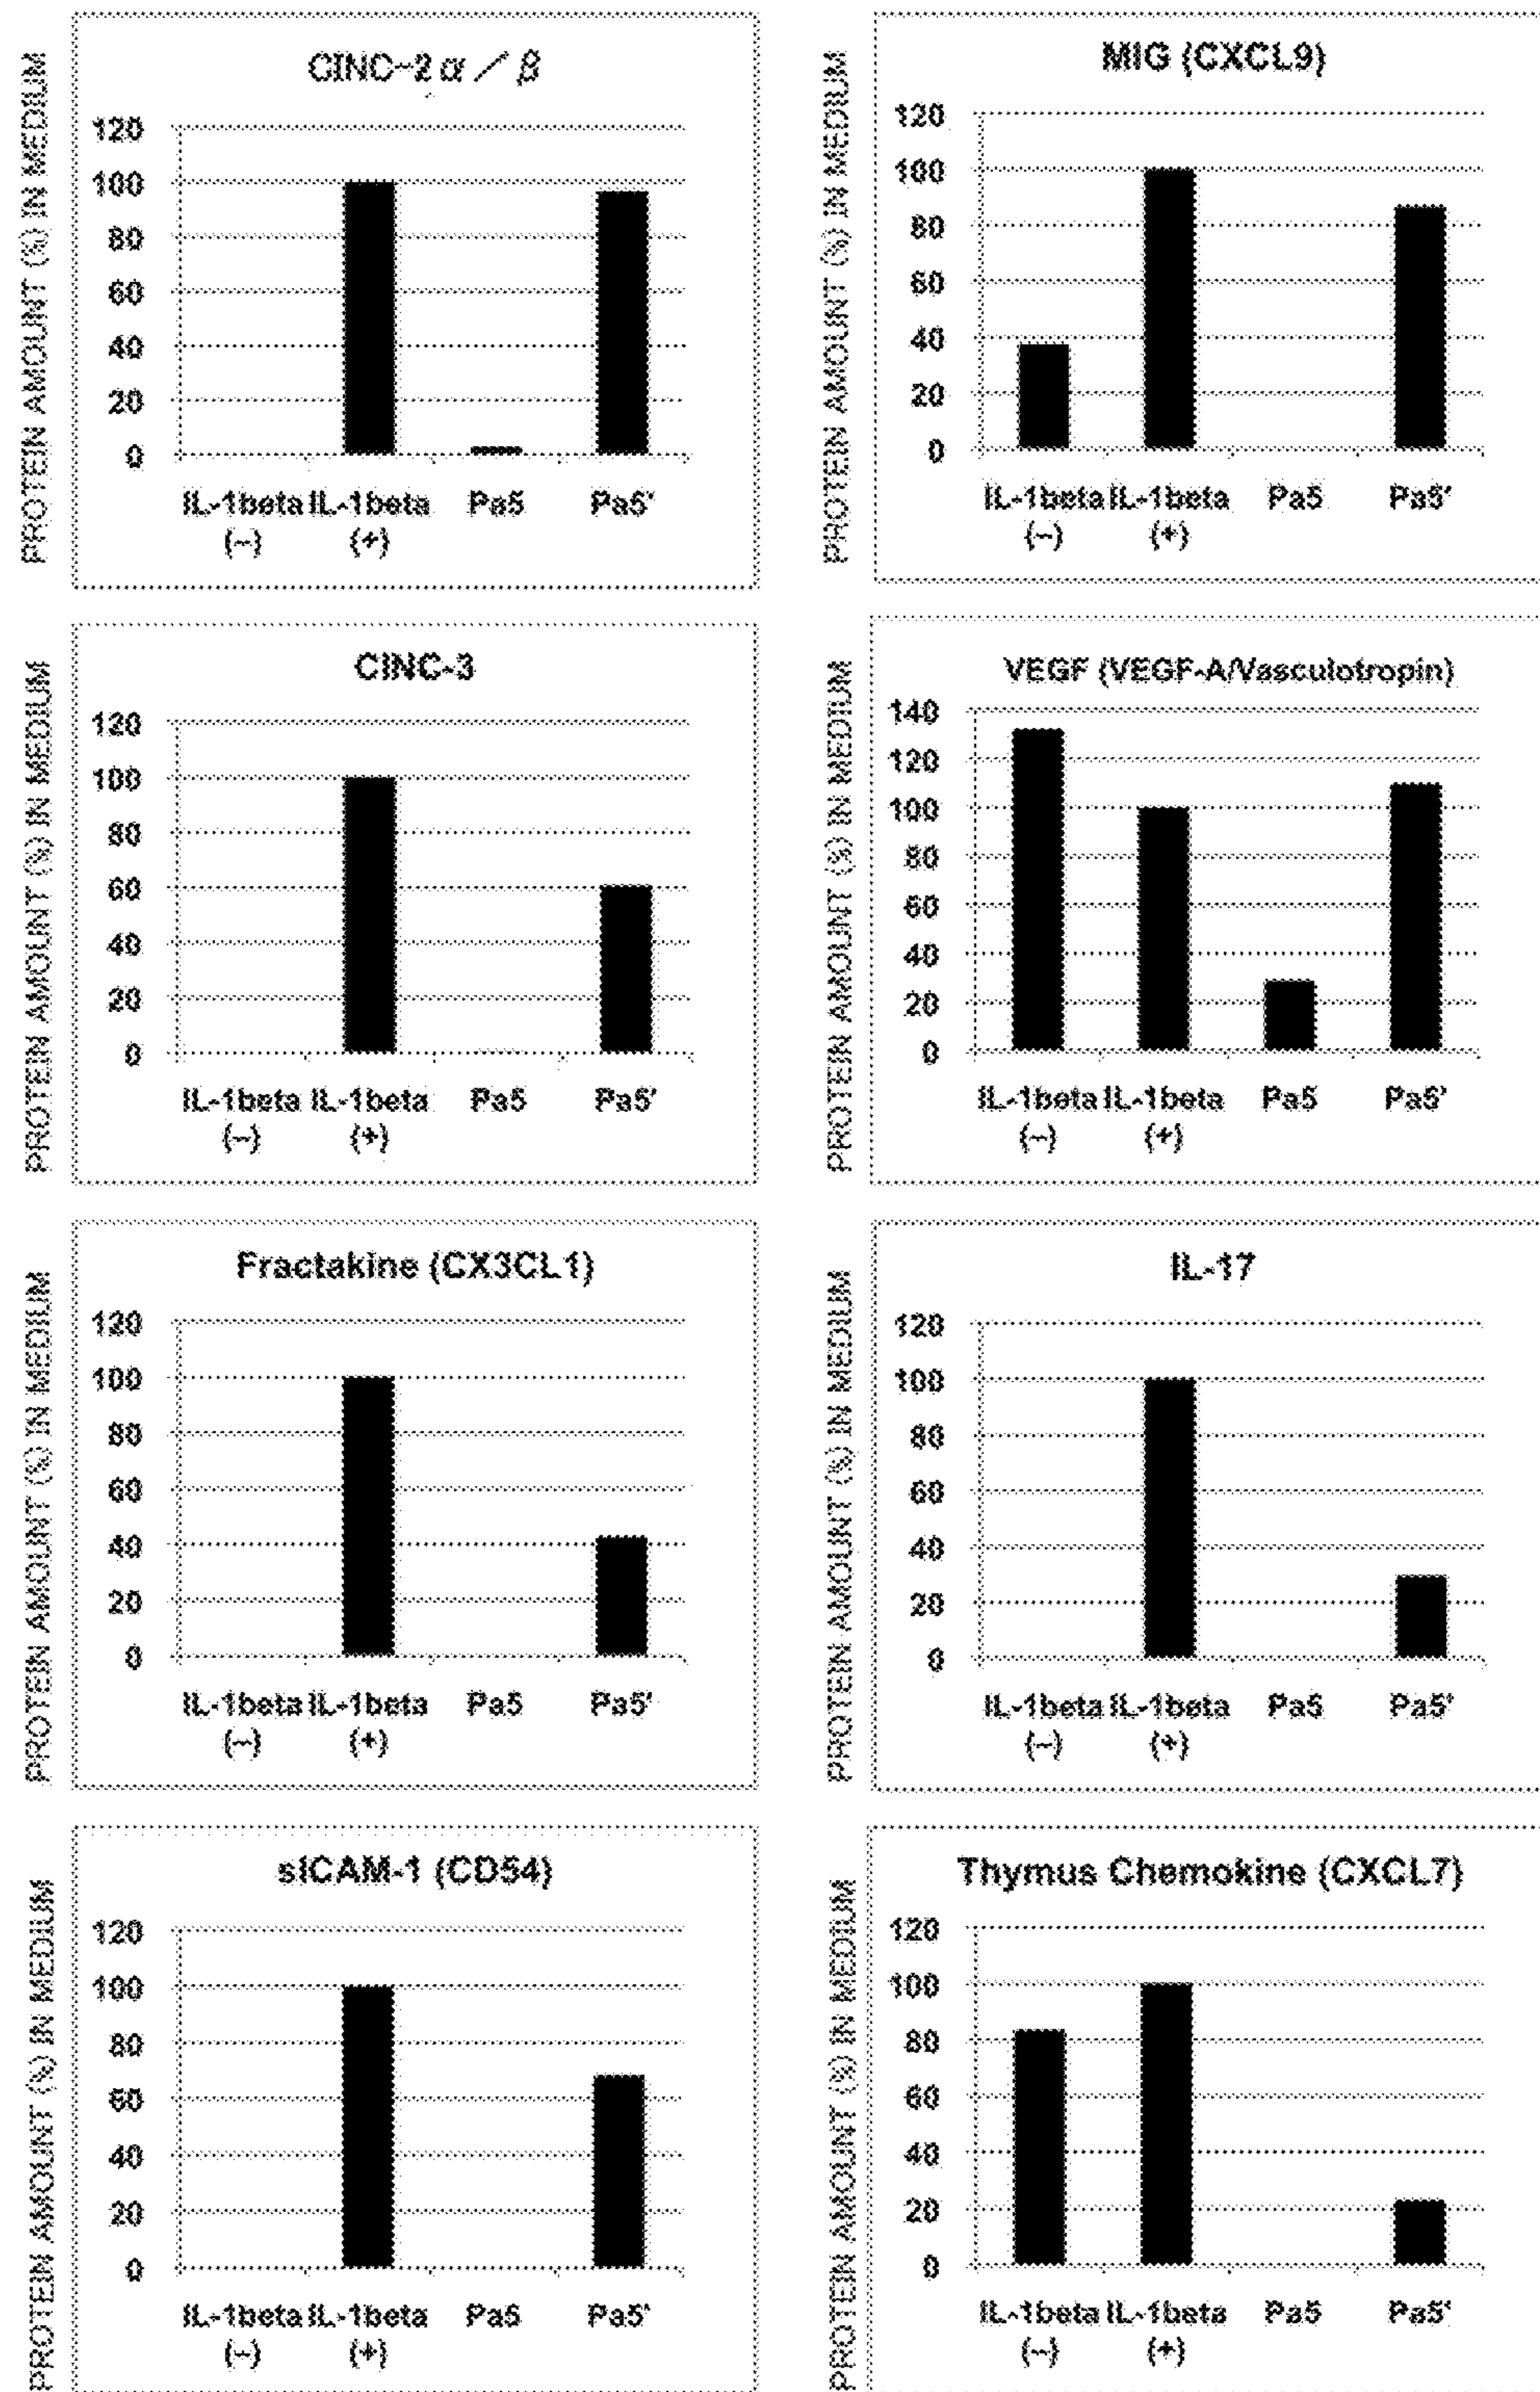 PROTEIN AMOUNT (%) IN MEDIUM
CINC-2α／β
120
100
80
60
40
20
0
IL-1beta IL-1beta Pa5 Pa5'
(-) (+)
PROTEIN AMOUNT (%) IN MEDIUM
MIG (CXCL9)
120
100
80
60
40
20
0
IL-1beta IL-1beta Pa5 Pa5'
(-) (+)
PROTEIN AMOUNT (%) IN MEDIUM
CINC-3
120
100
80
60
40
20
0
IL-1beta IL-1beta Pa5 Pa5'
(-) (+)
PROTEIN AMOUNT (%) IN MEDIUM
VEGF (VEGF-A/Vasculotropin)
140
120
100
80
60
40
20
0
IL-1beta IL-1beta Pa5 Pa5'
(-) (+)
PROTEIN AMOUNT (%) IN MEDIUM
Fractakine (CX3CL1)
120
100
80
60
40
20
0
IL-1beta IL-1beta Pa5 Pa5'
(-) (+)
PROTEIN AMOUNT (%) IN MEDIUM
IL-17
120
100
80
60
40
20
0
IL-1beta IL-1beta Pa5 Pa5'
(-) (+)
PROTEIN AMOUNT (%) IN MEDIUM
sICAM-1 (CD54)
120
100
80
60
40
20
0
IL-1beta IL-1beta Pa5 Pa5'
(-) (+)
PROTEIN AMOUNT (%) IN MEDIUM
Thymus Chemokine (CXCL7)
120
100
80
60
40
20
0
IL-1beta IL-1beta Pa5 Pa5'
(-) (+)